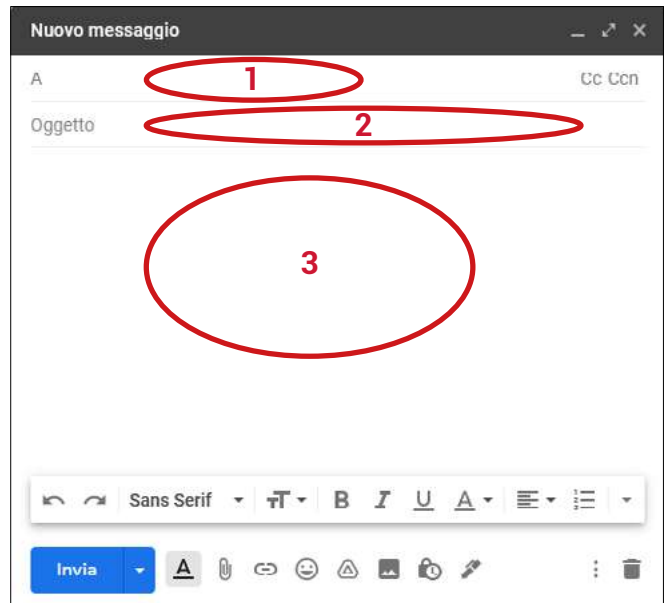 Nuovo messaggio
A 1 Cc Ccn
Oggetto 2
3
Sans Serif B I U A
Invia A